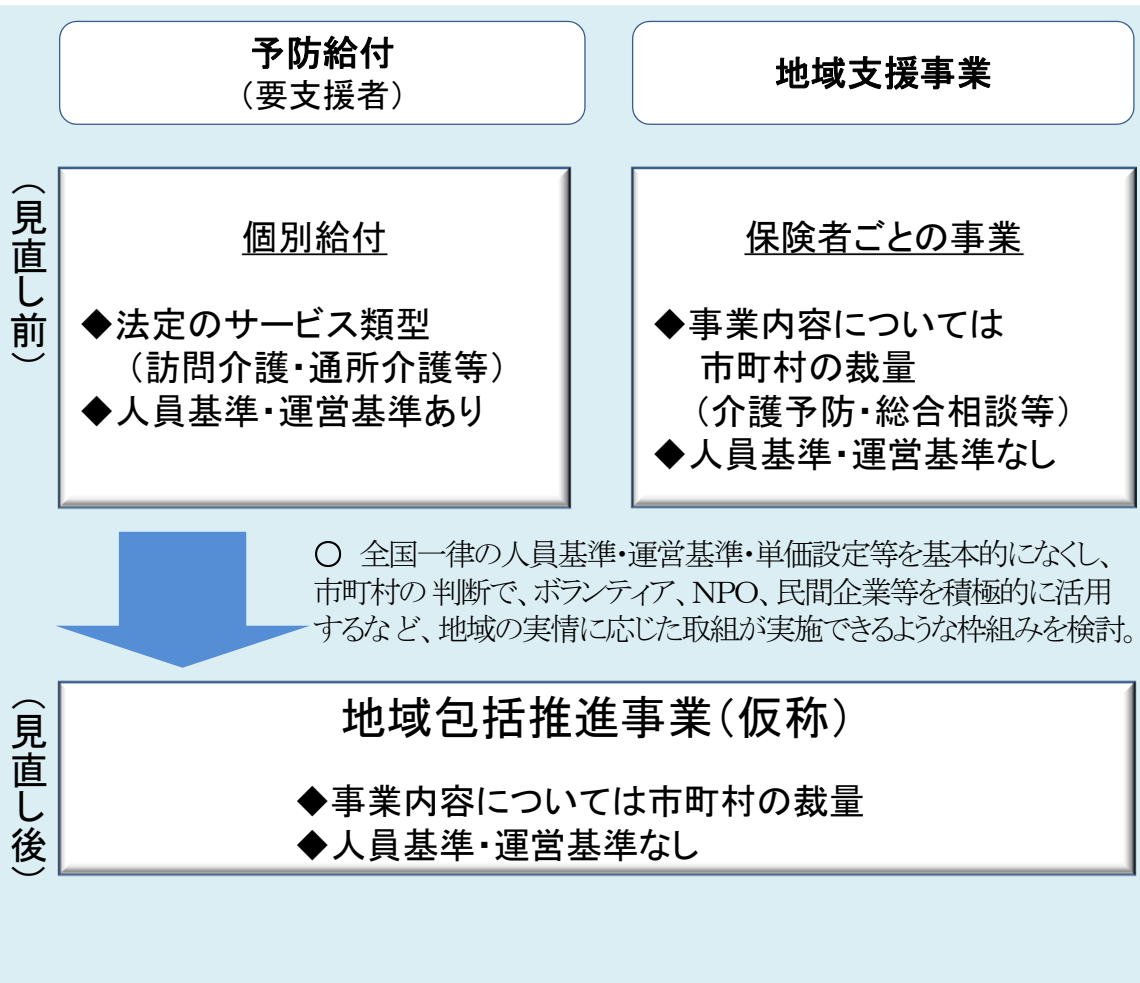 予防給付
（要支援者）
地域支援事業
（見直し前）
個別給付
◆法定のサービス類型
（訪問介護・通所介護等）
◆人員基準・運営基準あり
保険者ごとの事業
◆事業内容については
市町村の裁量
（介護予防・総合相談等）
◆人員基準・運営基準なし
○ 全国一律の人員基準・運営基準・単価設定等を基本的になくし、
市町村の 判断で、ボランティア、NPO、民間企業等を積極的に活用
するな ど、地域の実情に応じた取組が実施できるような枠組みを検討。
（見直し後）
地域包括推進事業（仮称）
◆事業内容については市町村の裁量
◆人員基準・運営基準なし